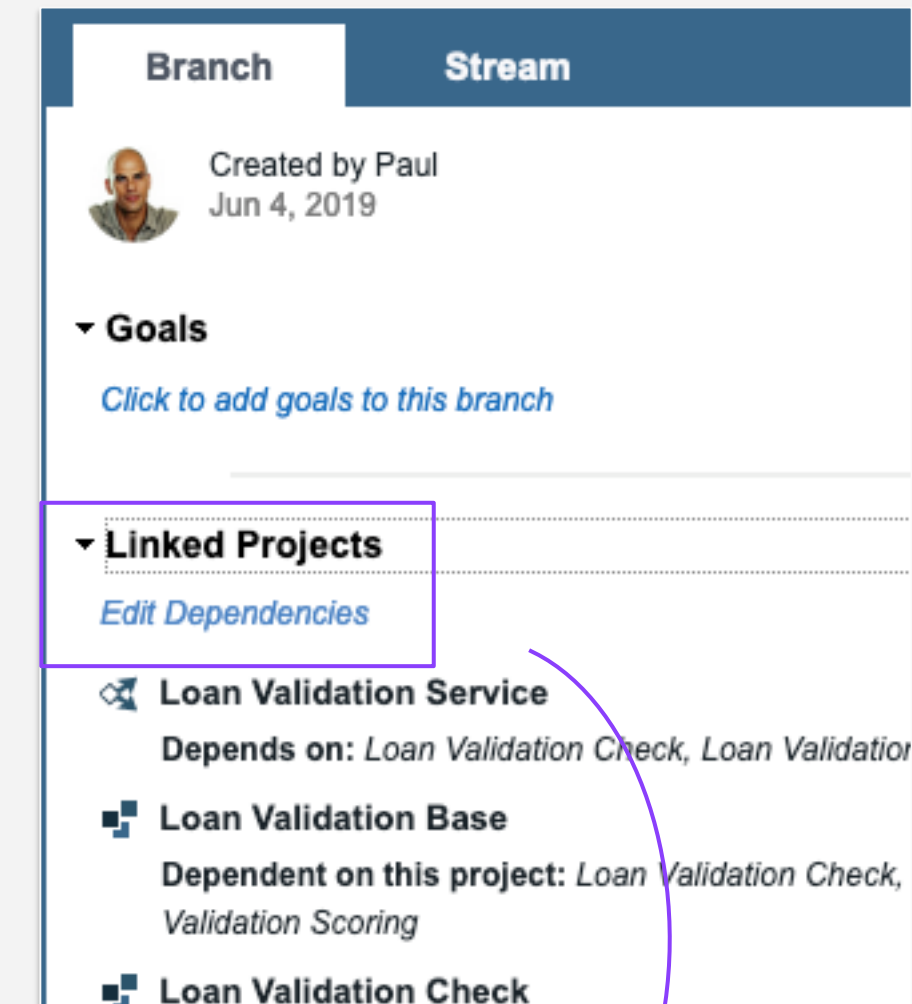 Branch Stream
Created by Paul
Jun 4, 2019
Goals
Click to add goals to this branch
Linked Projects
Edit Dependencies
Loan Validation Service
Depends on: Loan Validation Check, Loan Validation
Loan Validation Base
Dependent on this project: Loan Validation Check,
Validation Scoring
Loan Validation Check